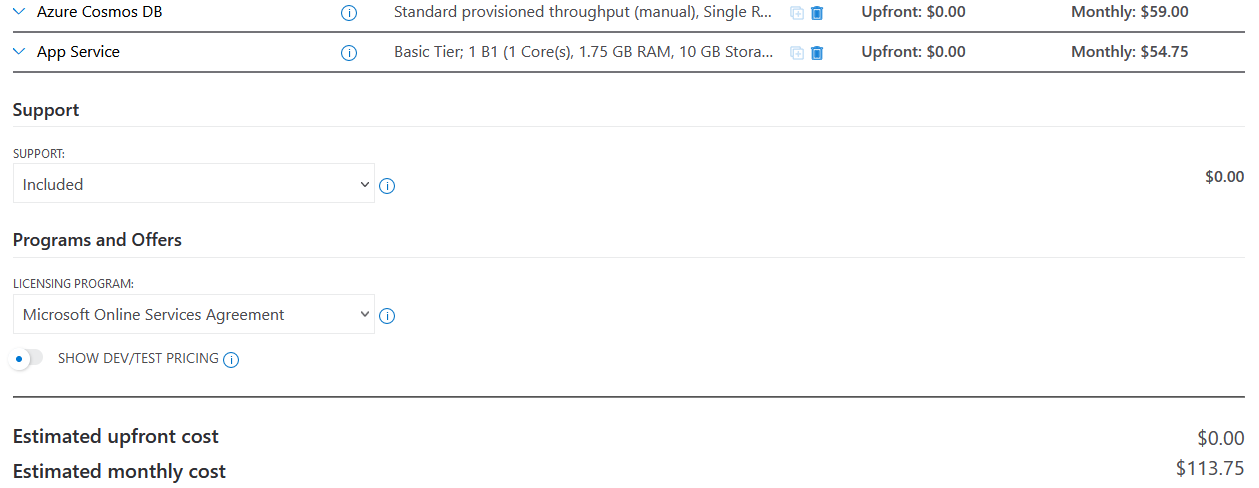 Azure Cosmos DB Standard provisioned throughput (manual), Single R... Upfront: $0.00 Monthly: $59.00
App Service Basic Tier; 1 B1 (1 Core(s), 1.75 GB RAM, 10 GB Stora... Upfront: $0.00 Monthly: $54.75
Support
SUPPORT:
Included $0.00
Programs and Offers
LICENSING PROGRAM:
Microsoft Online Services Agreement
SHOW DEV/TEST PRICING
Estimated upfront cost $0.00
Estimated monthly cost $113.75